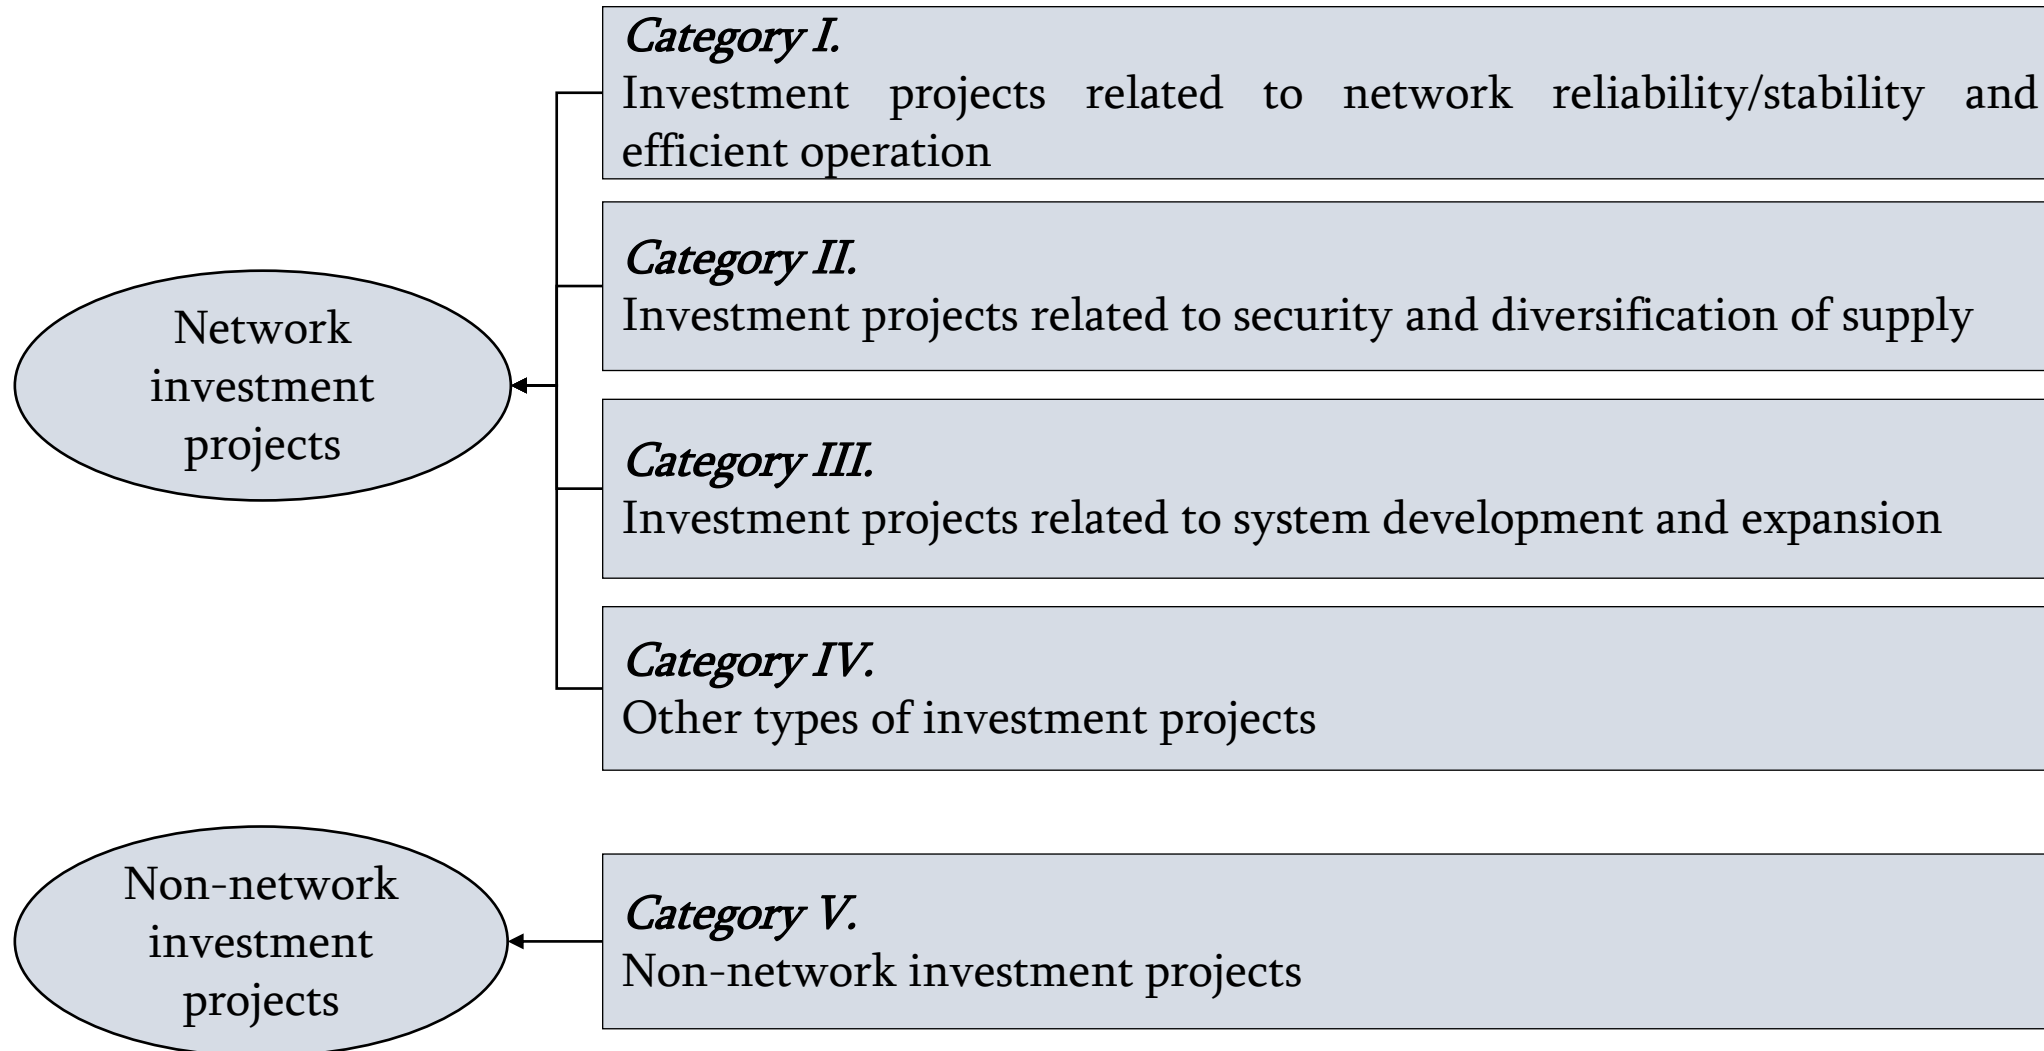 Category I.
Investment projects related to network reliability/stability and
efficient operation
Category II.
Investment projects related to security and diversification of supply
Network
investment
projects
Category III.
Investment projects related to system development and expansion
Category IV.
Other types of investment projects
Non-network
investment
projects
Category V.
Non-network investment projects